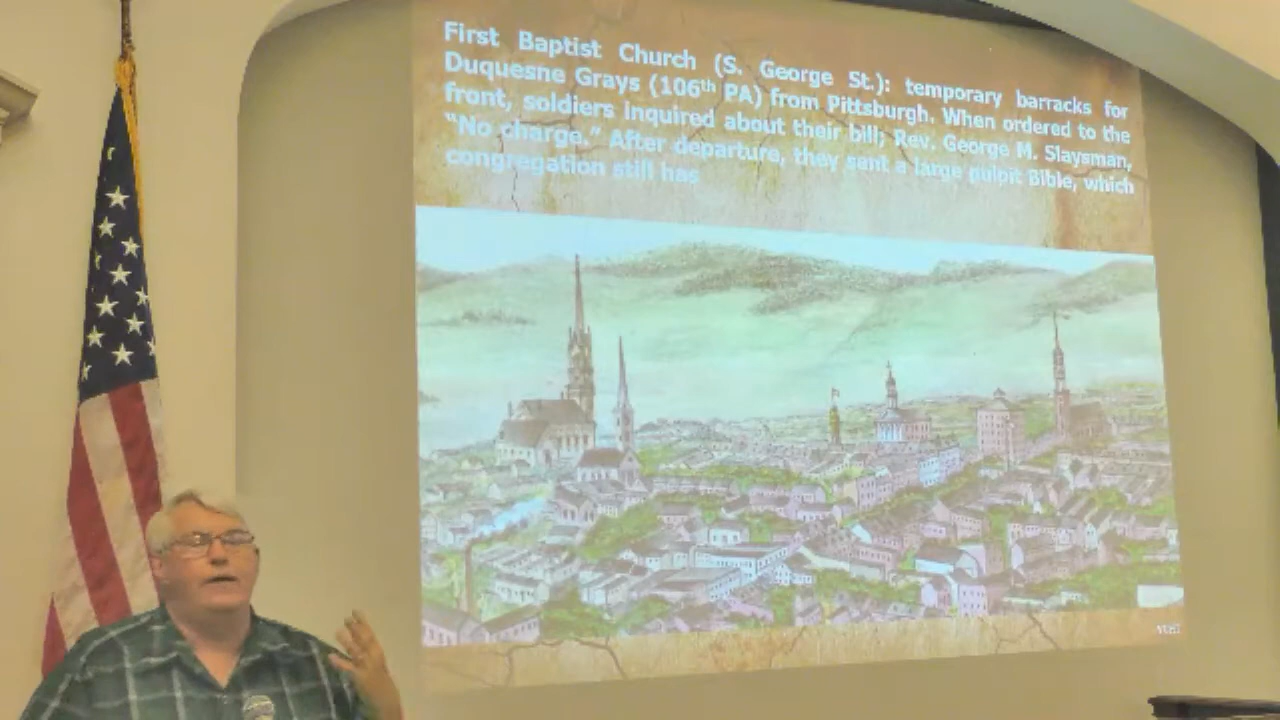 First Baptist Church (S. George St.): temporary barracks for
Duquesne Grays (106th PA) from Pittsburgh. When ordered to the
front, soldiers inquired about their bill; Rev. George M. Slaysman,
“No charge.” After departure, they sent a large pulpit Bible, which
congregation still has